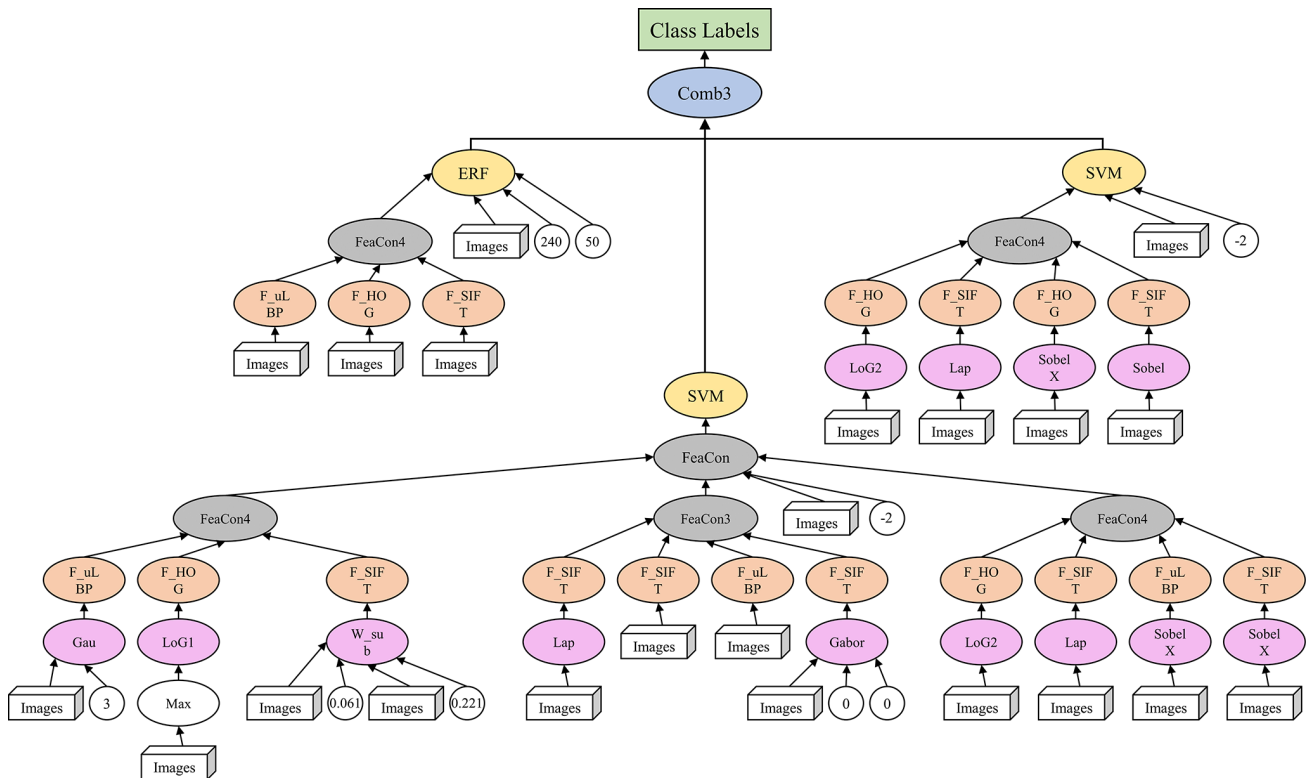 Class Labels
Comb3
ERF
SVM
FeaCon4
Images
240
50
FeaCon4
Images
-2
F_uL
BP
F_HO
G
F_SIF
T
F_HO
G
F_SIF
T
F_HO
G
F_SIF
T
Images
Images
Images
LoG2
Lap
Sobel
X
Sobel
SVM
Images
Images
Images
Images
FeaCon
FeaCon4
FeaCon3
Images
-2
FeaCon4
F_uL
BP
F_HO
G
F_SIF
T
F_SIF
T
F_SIF
T
F_uL
BP
F_SIF
T
F_HO
G
F_SIF
T
F_uL
BP
F_SIF
T
Gau
LoG1
W_su
b
Lap
Images
Images
Gabor
LoG2
Lap
Sobel
X
Sobel
X
Images
3
Max
Images
0.061
Images
0.221
Images
Images
0
0
Images
Images
Images
Images
Images